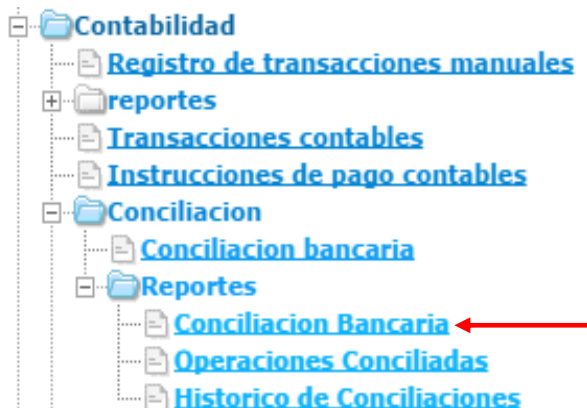 Contabilidad
Registro de transacciones manuales
reportes
Transacciones contables
Instrucciones de pago contables
Conciliacion
Conciliacion bancaria
Reportes
Conciliacion Bancaria
Operaciones Conciliadas
Historico de Conciliaciones